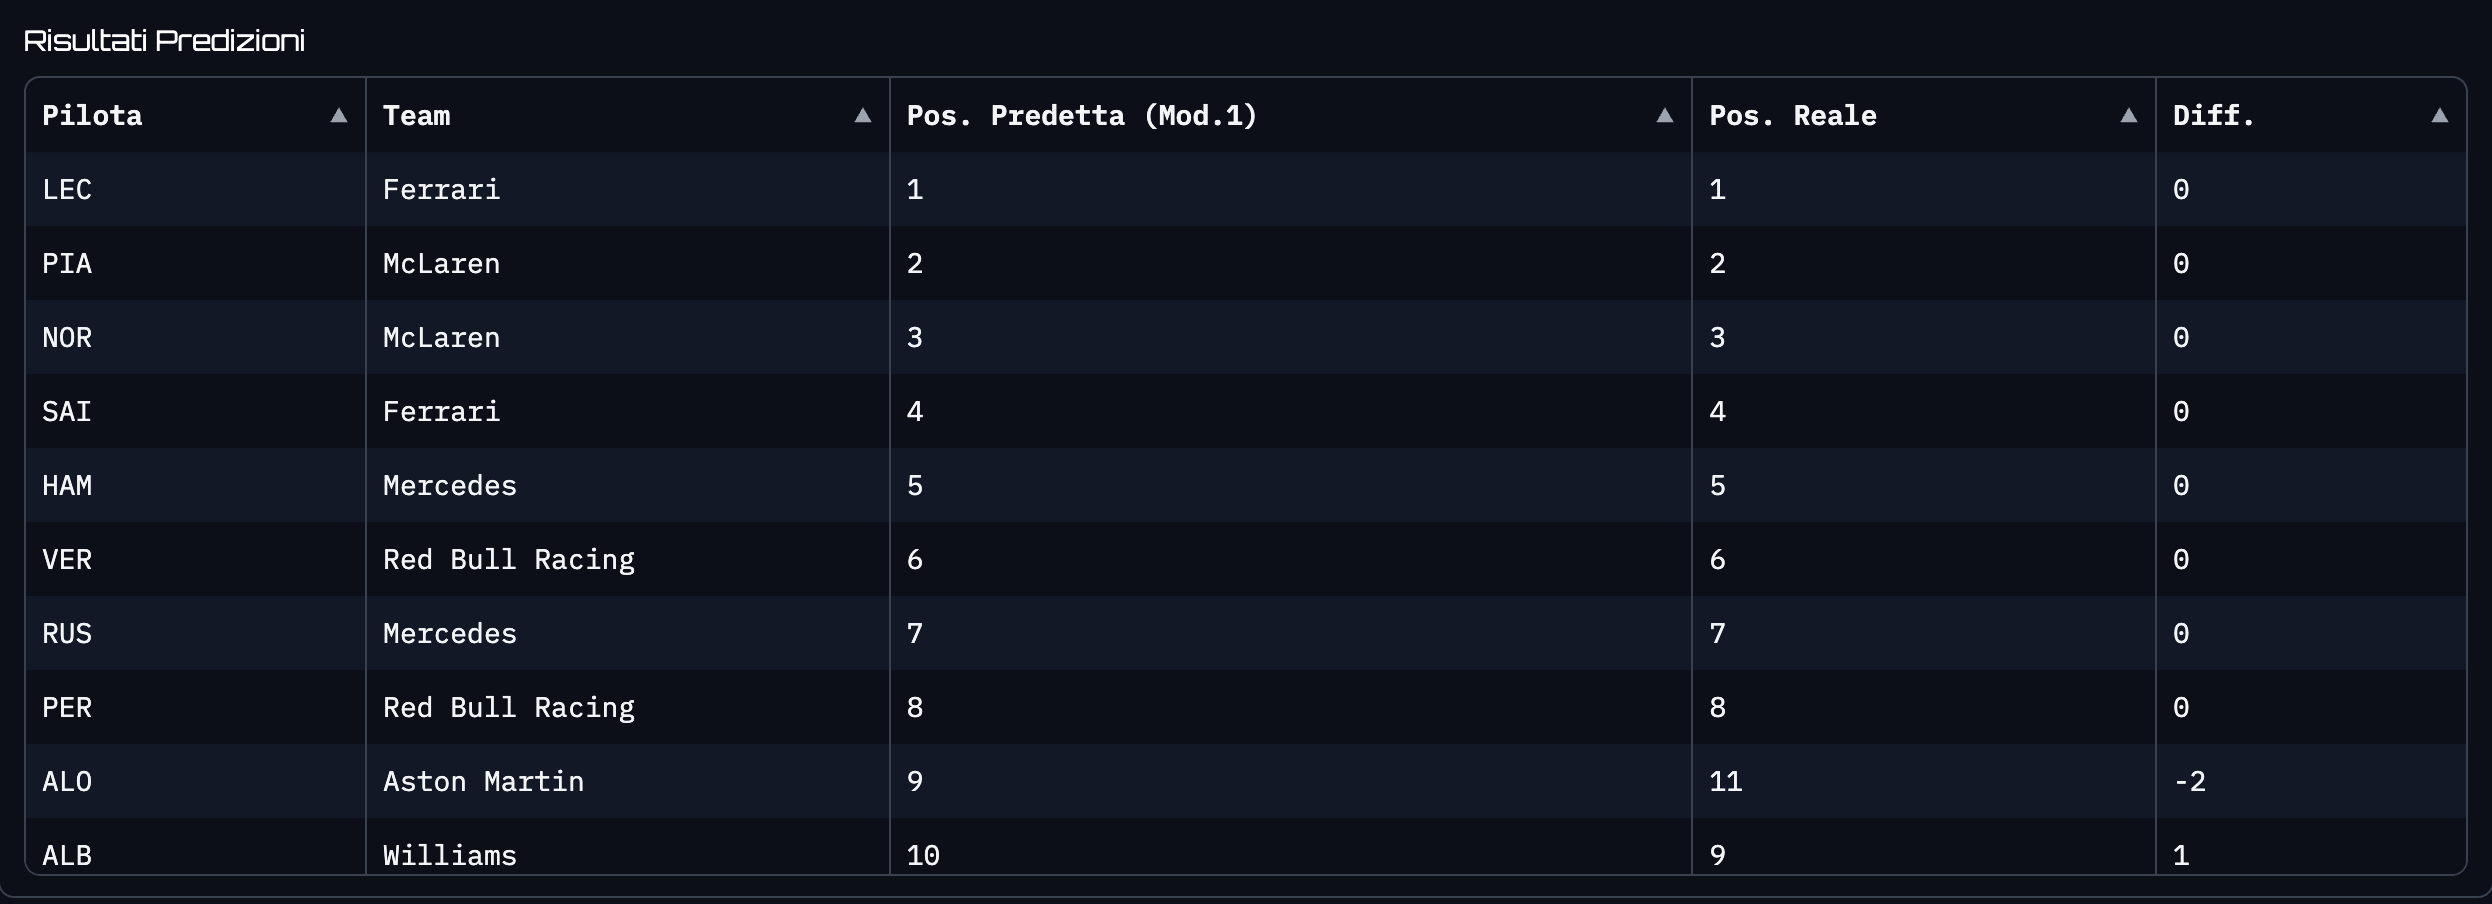 Risultati Predizioni
Pilota ▲ Team ▲ Pos. Predetta (Mod.1) ▲ Pos. Reale ▲ Diff. ▲
LEC Ferrari 1 1 0
PIA McLaren 2 2 0
NOR McLaren 3 3 0
SAI Ferrari 4 4 0
HAM Mercedes 5 5 0
VER Red Bull Racing 6 6 0
RUS Mercedes 7 7 0
PER Red Bull Racing 8 8 0
ALO Aston Martin 9 11 -2
ALB Williams 10 9 1